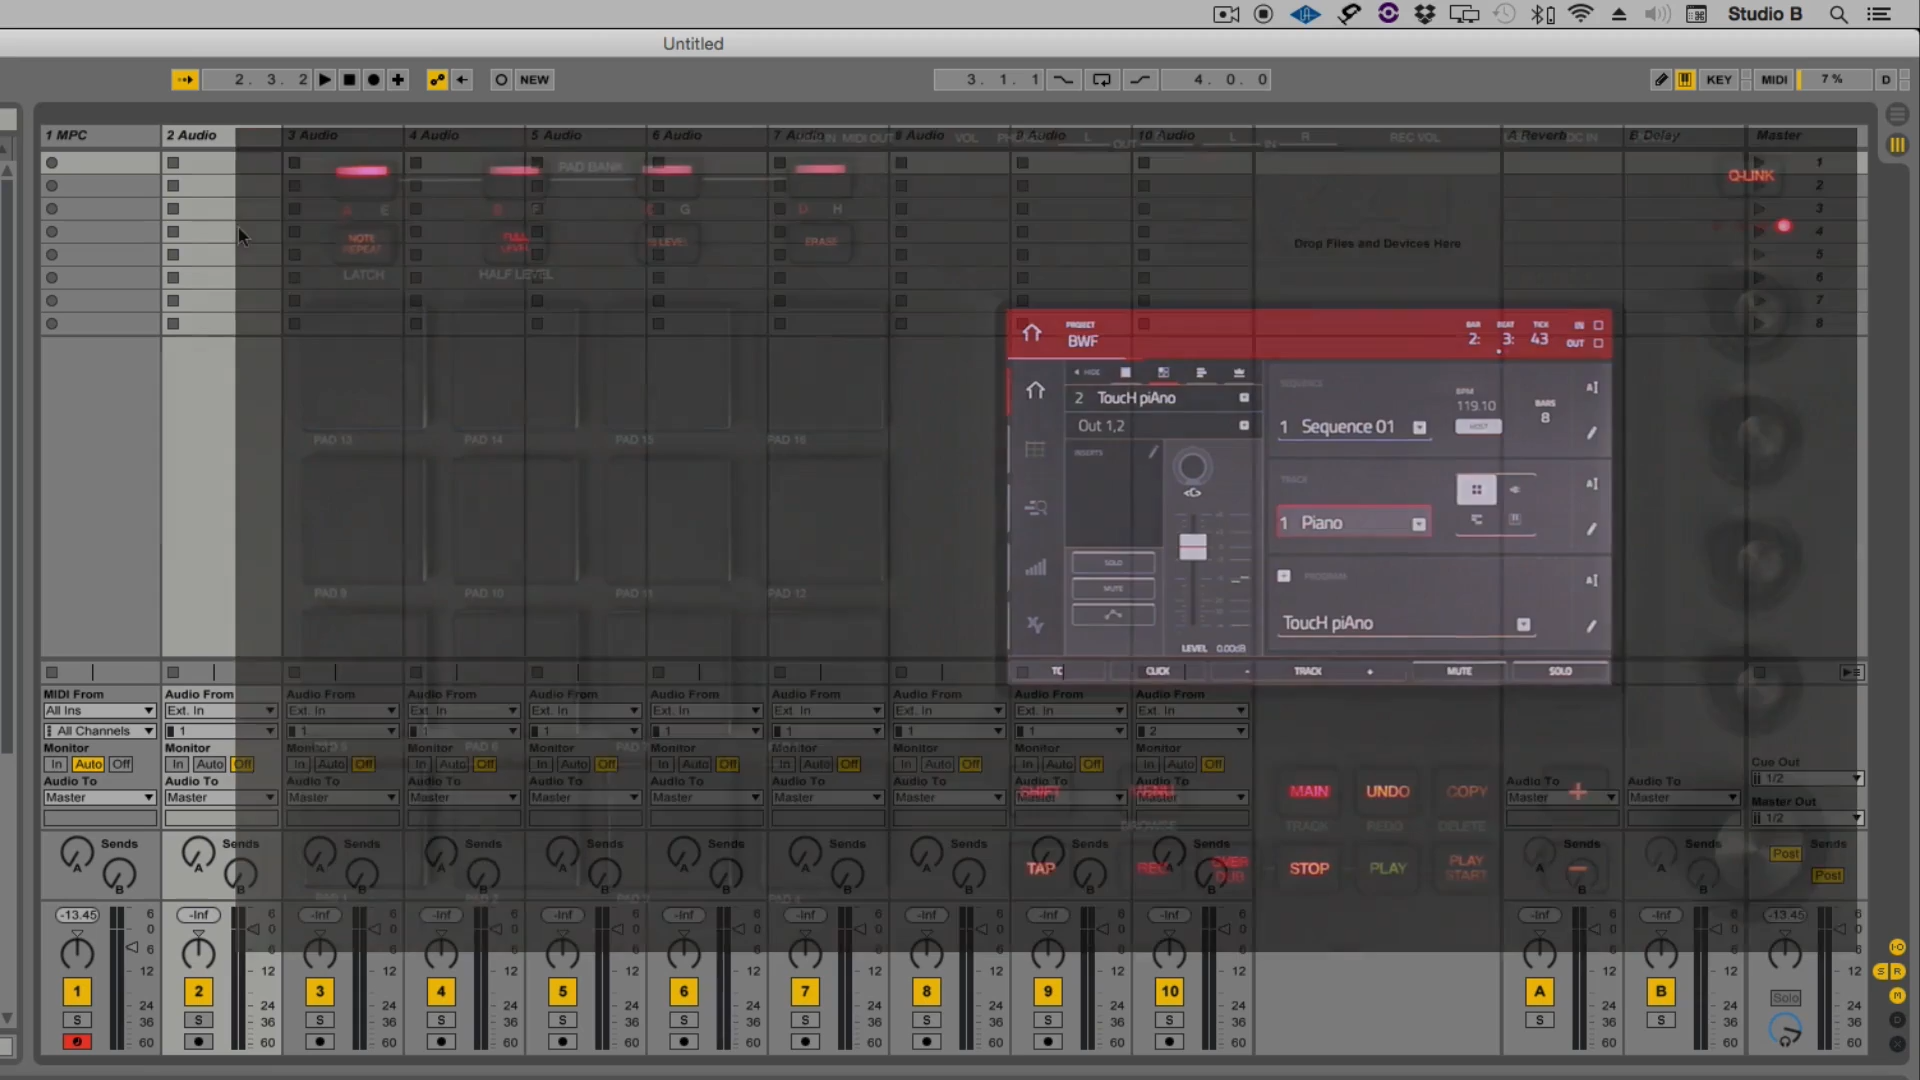 Studio B
Untitled
2. 3. 2
NEW
3. 1. 1
4. 0. 0
KEY
MIDI
7 %
D
1 MPC
2 Audio
3 Audio
4 Audio
5 Audio
6 Audio
7 Audio
8 Audio
9 Audio
10 Audio
A Reverb
B Delay
Master
MIDI OUT
VOL
OUT
IN
REC VOL
DC IN
PAD BANK
A E
G
D H
NOTE REPEAT
FULL LEVEL
ERASE
LATCH
HALF LEVEL
Q-LINK
1
2
3
4
5
6
7
8
Drop Files and Devices Here
PROJECT
BWF
BAR BEAT TICK
2: 3: 43
IN
OUT
HIDE
2 ToucH piAno
Out 1,2
INSERTS
SOLO
MUTE
LEVEL 0.00dB
SEQUENCE
1 Sequence 01
BPM
119.10
HOST
BARS
8
TRACK
1 Piano
PROGRAM
ToucH piAno
TC
CLICK
- TRACK +
MUTE
SOLO
PAD 13
PAD 14
PAD 15
PAD 16
PAD 9
PAD 10
PAD 11
PAD 12
MIDI From
All Ins
All Channels
Monitor
In Auto Off
Audio To
Master
Audio From
Ext. In
1
Monitor
In Auto Off
Audio To
Master
Audio From
Ext. In
1
Monitor
In Auto Off
Audio To
Master
Audio From
Ext. In
1
Monitor
In Auto Off
Audio To
Master
Audio From
Ext. In
1
Monitor
In Auto Off
Audio To
Master
Audio From
Ext. In
1
Monitor
In Auto Off
Audio To
Master
Audio From
Ext. In
1
Monitor
In Auto Off
Audio To
Master
Audio From
Ext. In
1
Monitor
In Auto Off
Audio To
Master
Audio From
Ext. In
1
Monitor
In Auto Off
Audio To
Master
Audio From
Ext. In
2
Monitor
In Auto Off
Audio To
Master
Audio To
Master
Audio To
Master
Cue Out
1/2
Master Out
1/2
SHIFT
MENU
BROWSE
MAIN
UNDO
COPY
TRACK
REDO
DELETE
TAP
REC
OVER DUB
STOP
PLAY
PLAY START
Sends
A
B
Sends
A
B
Sends
A
B
Sends
A
B
Sends
A
B
Sends
A
B
Sends
A
B
Sends
A
B
Sends
A
B
Sends
A
B
Sends
A
B
Sends
A
B
Sends
Post
Post
-13.45
-Inf
-Inf
-Inf
-Inf
-Inf
-Inf
-Inf
-Inf
-Inf
-Inf
-Inf
-13.45
6
0
6
12
24
36
60
1
2
3
4
5
6
7
8
9
10
A
B
Solo
S
S
S
S
S
S
S
S
S
S
S
S
I-O
S R
M
D
X